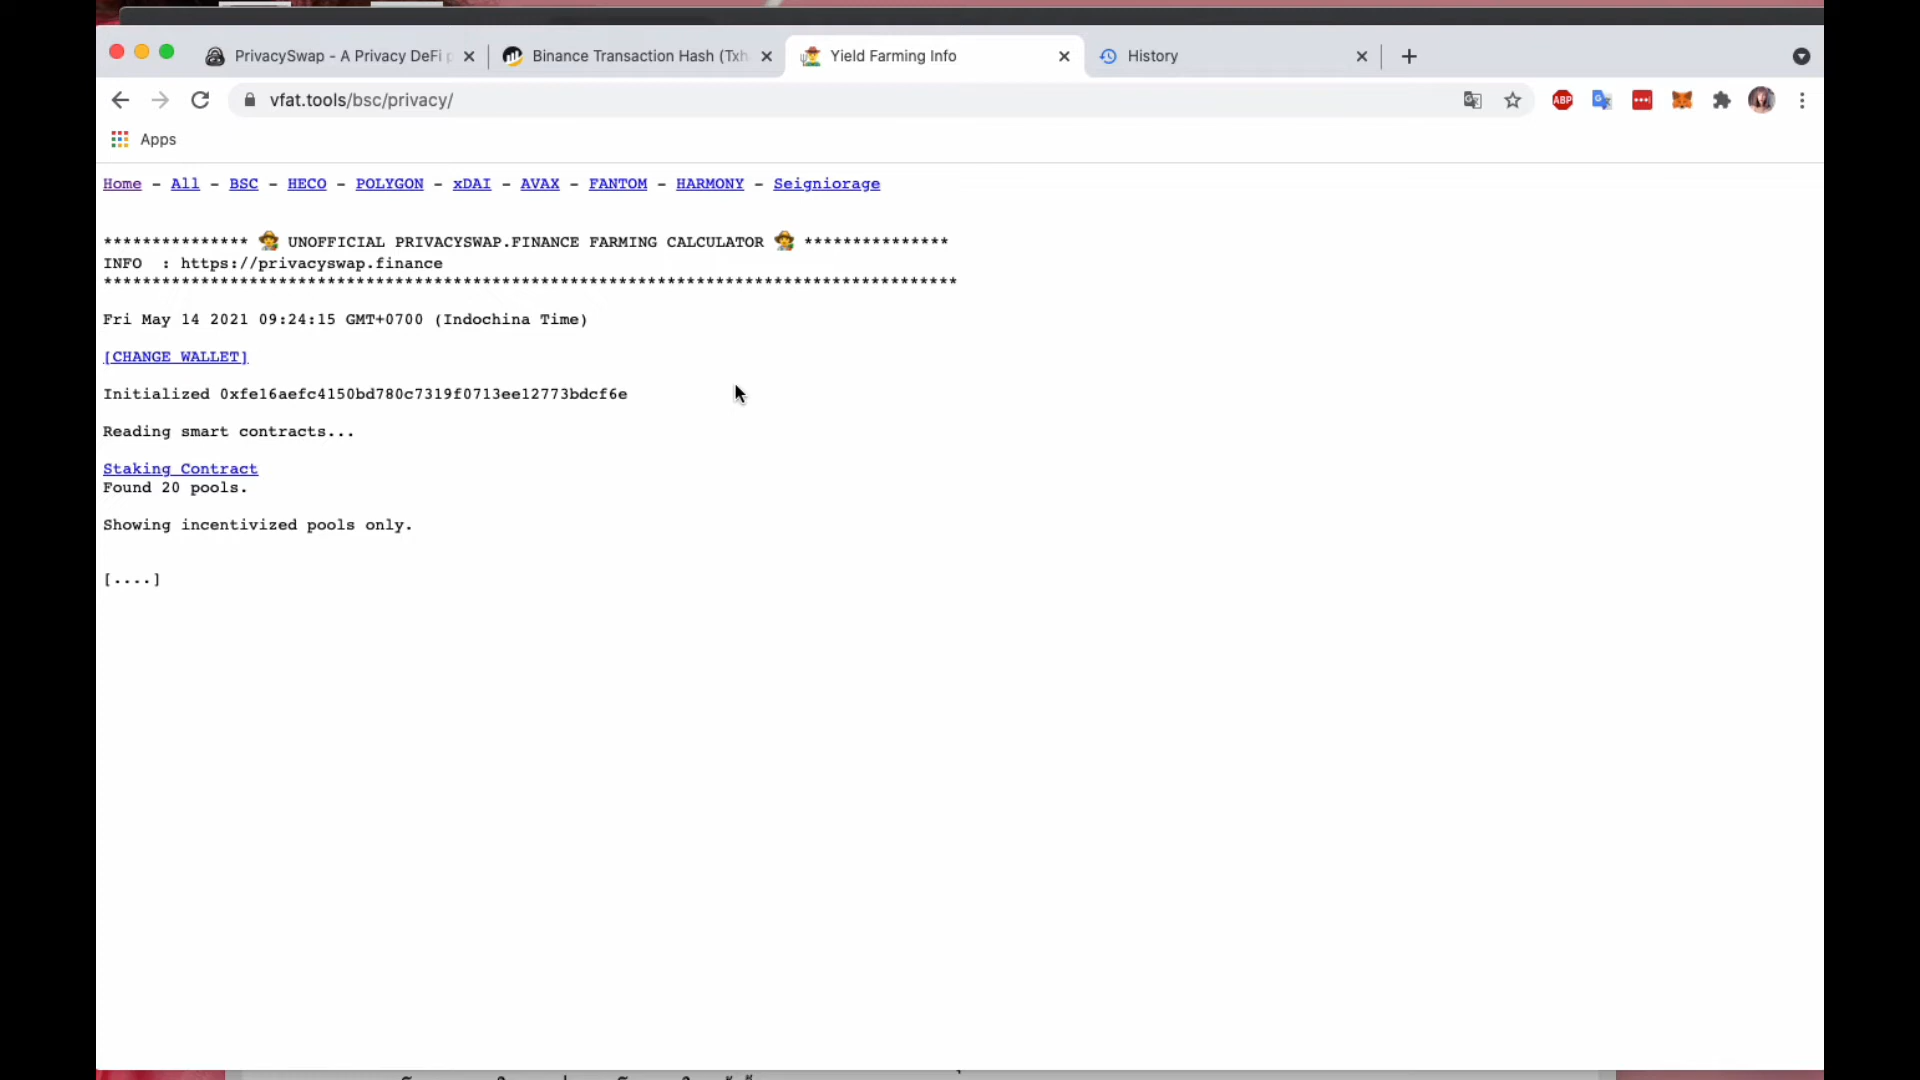 PrivacySwap - A Privacy DeFi p
Binance Transaction Hash (Txh
Yield Farming Info
History
vfat.tools/bsc/privacy/
ABP
Apps
Home - All - BSC - HECO - POLYGON - xDAI - AVAX - FANTOM - HARMONY - Seigniorage
*************** 🧑‍🌾 UNOFFICIAL PRIVACYSWAP.FINANCE FARMING CALCULATOR 🧑‍🌾 ***************
INFO : https://privacyswap.finance
****************************************************************************************
Fri May 14 2021 09:24:15 GMT+0700 (Indochina Time)
[CHANGE WALLET]
Initialized 0xfe16aefc4150bd780c7319f0713ee12773bdcf6e
Reading smart contracts...
Staking Contract
Found 20 pools.
Showing incentivized pools only.
[....]